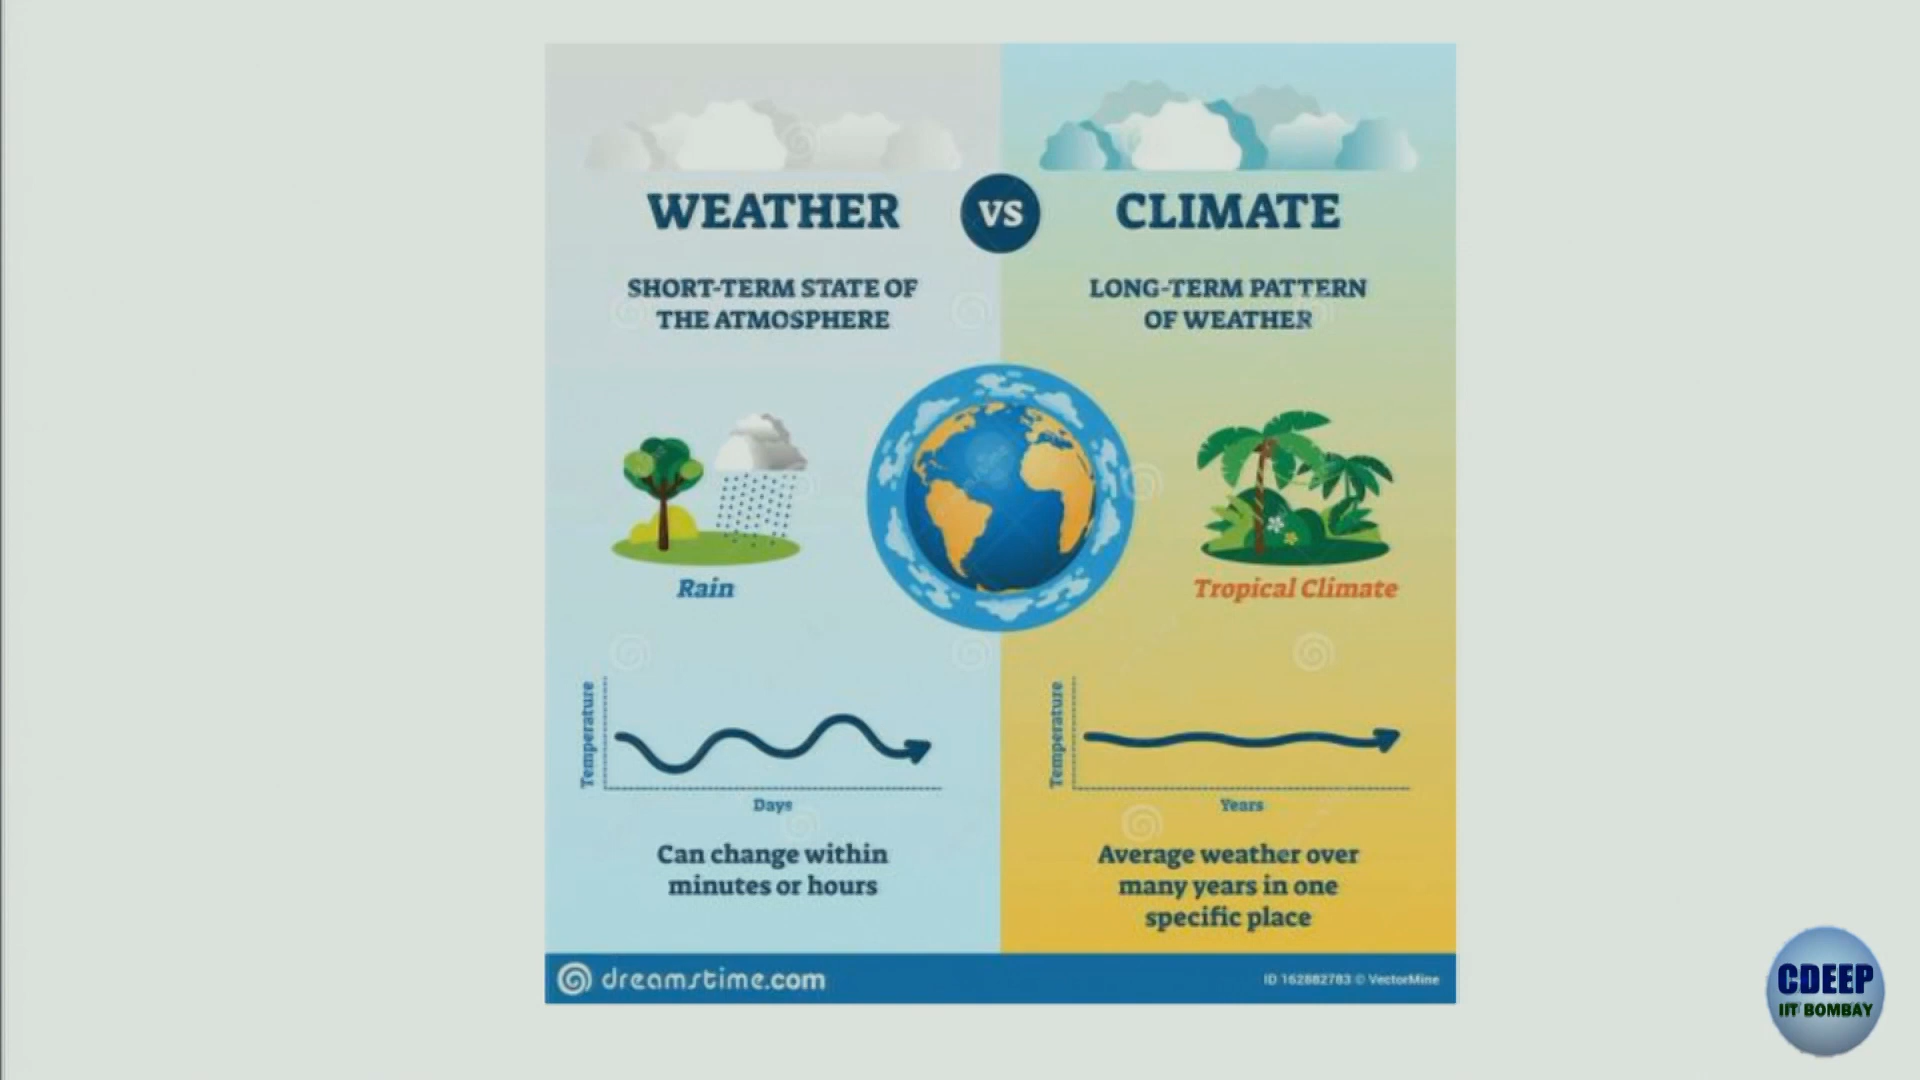 WEATHER
VS
CLIMATE
SHORT-TERM STATE OF
THE ATMOSPHERE
LONG-TERM PATTERN
OF WEATHER
Rain
Tropical Climate
Temperature
Days
Temperature
Years
Can change within
minutes or hours
Average weather over
many years in one
specific place
dreamstime.com
ID 162882783 © VectorMine
CDEEP
IIT BOMBAY